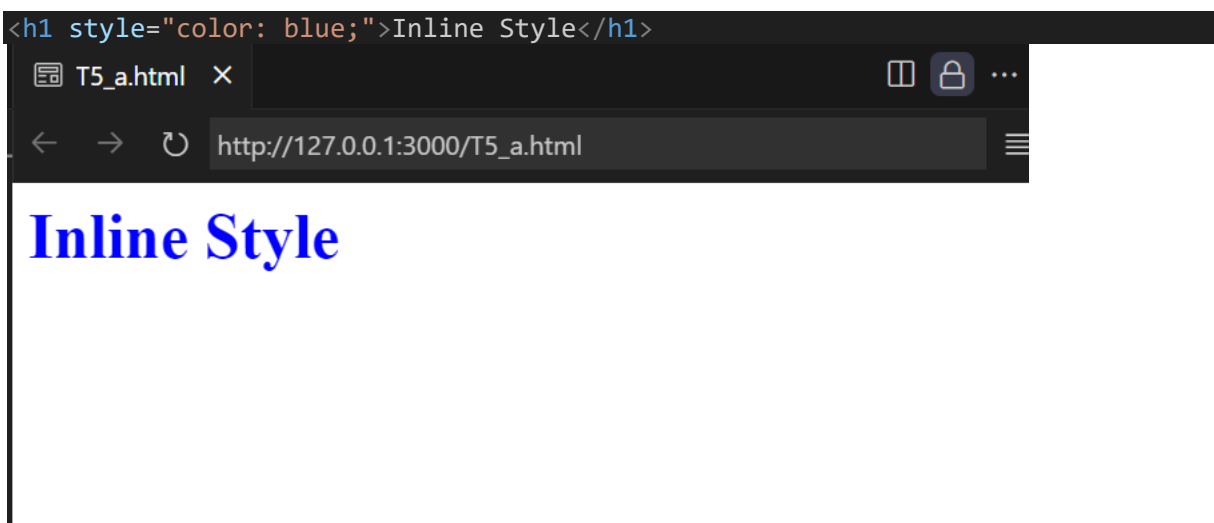 <h1 style="color: blue;">Inline Style</h1>
T5_a.html
http://127.0.0.1:3000/T5_a.html
Inline Style